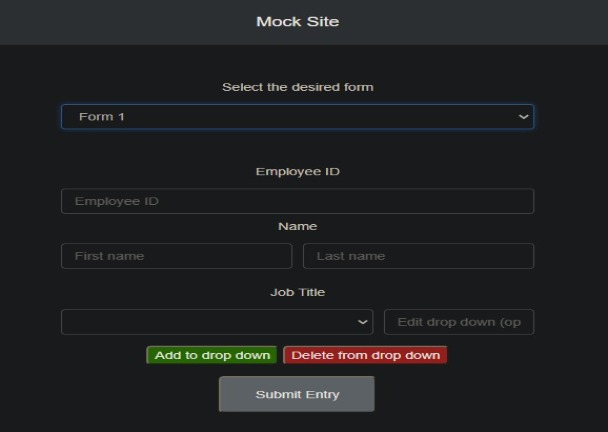 Mock Site
Select the desired form
Form 1
Employee ID
Employee ID
Name
First name Last name
Job Title
Edit drop down (op
Add to drop down Delete from drop down
Submit Entry